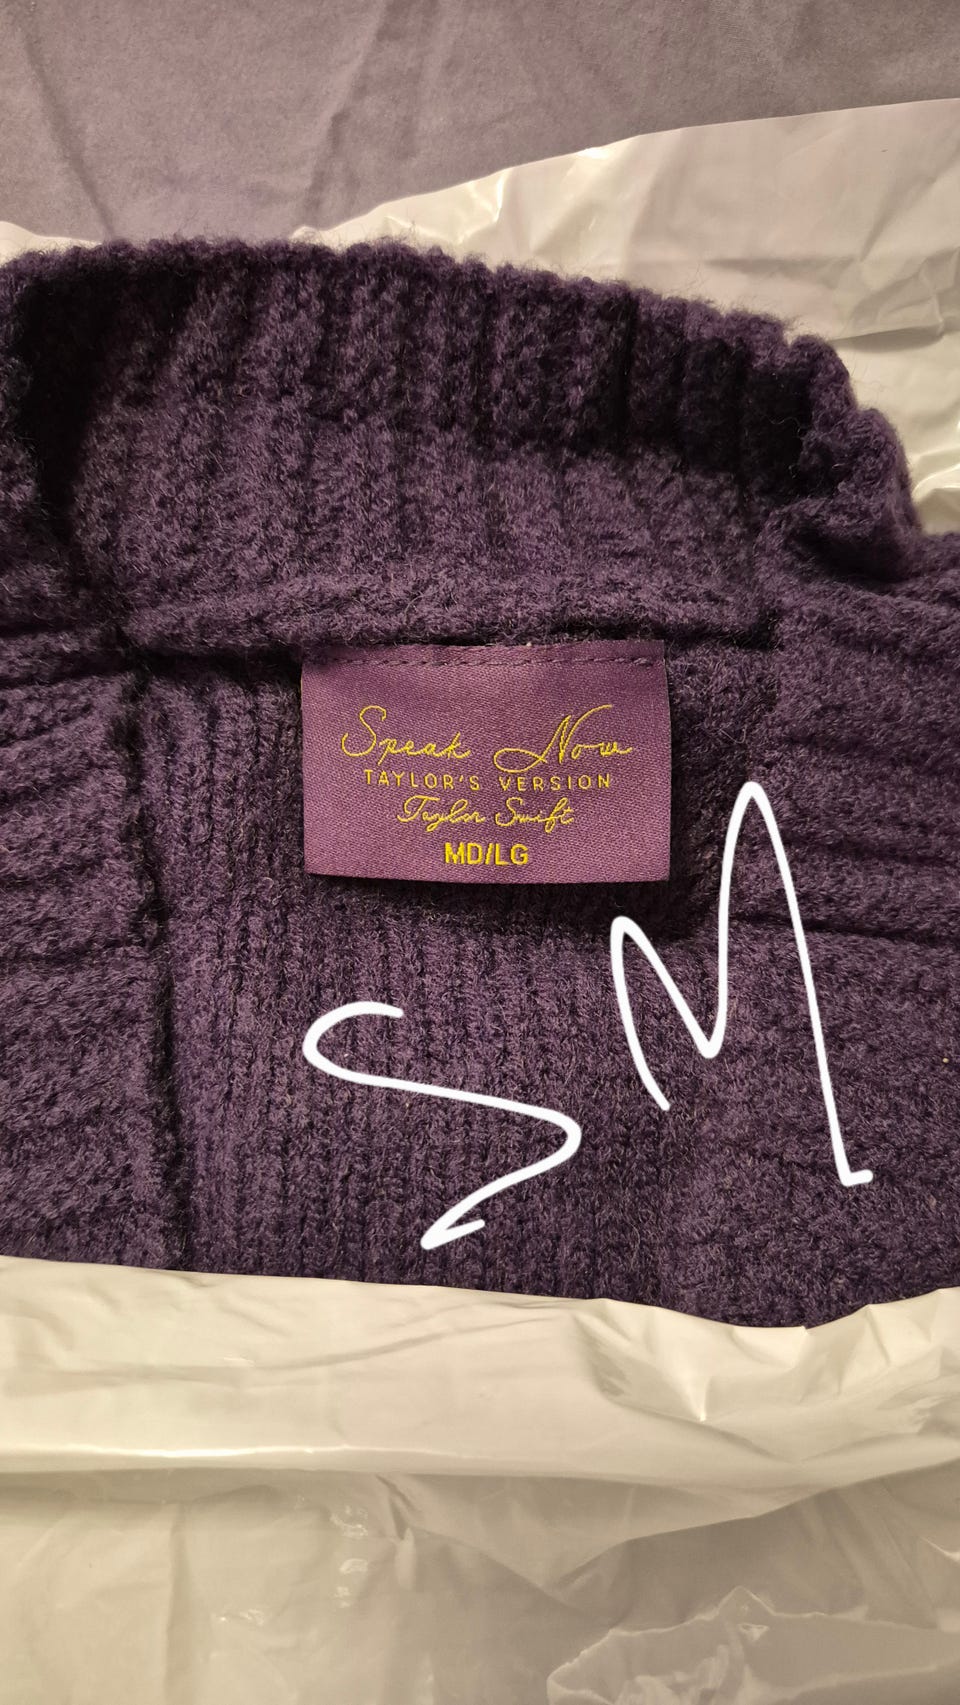 Speak Now
TAYLOR'S VERSION
Taylor Swift
MD/LG
SM